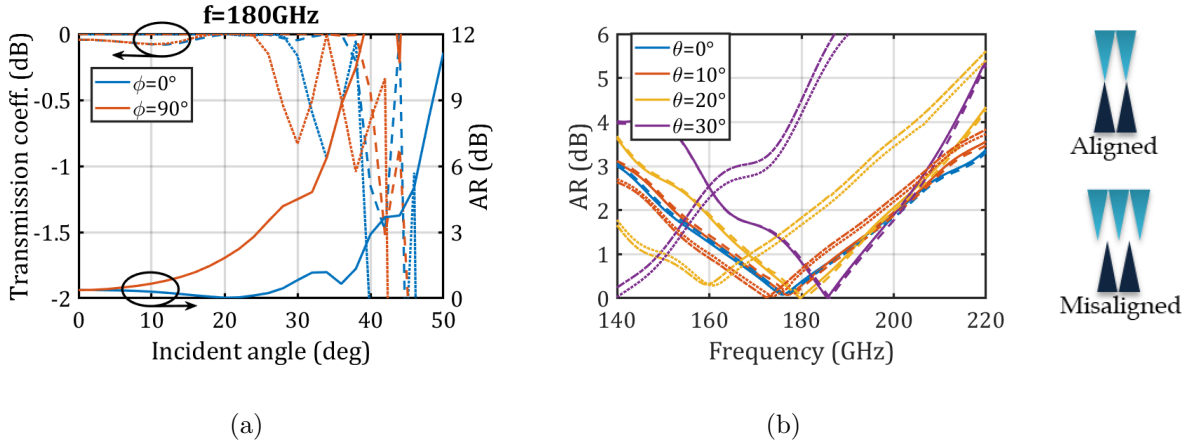 f=180GHz
Transmission coeff. (dB)
0
-0.5
-1
-1.5
-2
ϕ=0°
ϕ=90°
12
9
6
3
0
AR (dB)
0 10 20 30 40 50
Incident angle (deg)
(a)
AR (dB)
6
5
4
3
2
1
0
θ=0°
θ=10°
θ=20°
θ=30°
140 160 180 200 220
Frequency (GHz)
(b)
Aligned
Misaligned